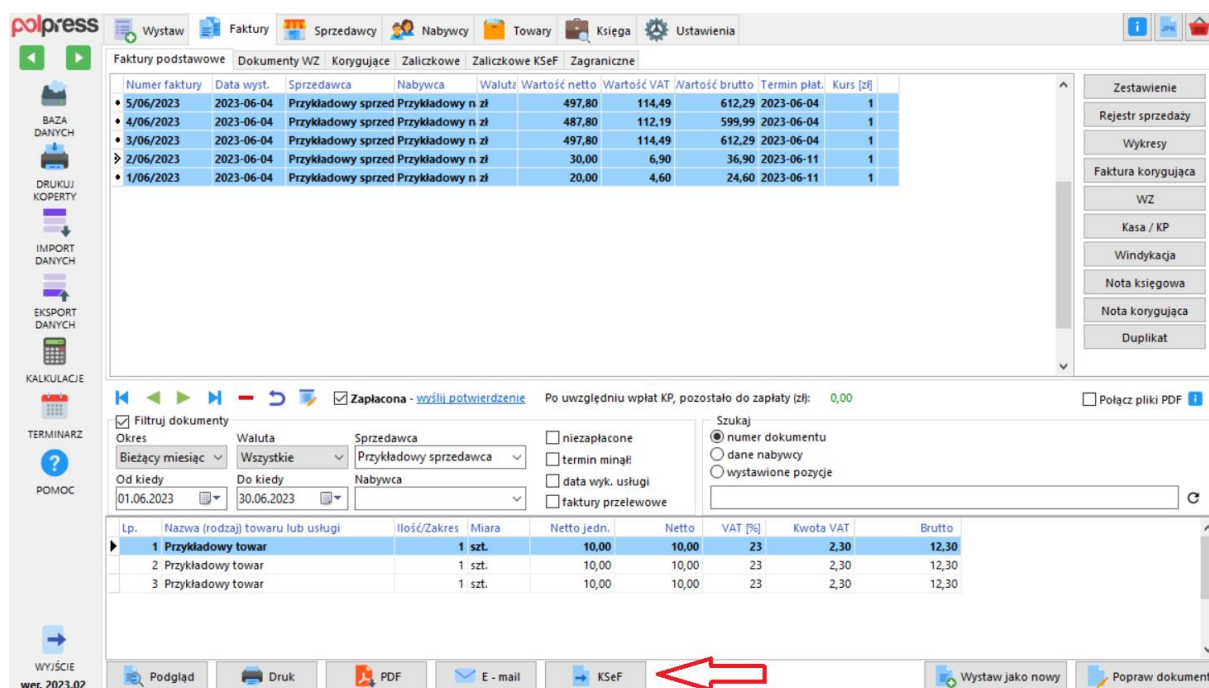 polpress
Wystaw Faktury Sprzedawcy Nabywcy Towary Księga Ustawienia
Faktury podstawowe Dokumenty WZ Korygujące Zaliczkowe Zaliczkowe KSeF Zagraniczne
Numer faktury Data wyst. Sprzedawca Nabywca Waluta Wartość netto Wartość VAT Wartość brutto Termin płat. Kurs [zł]
5/06/2023 2023-06-04 Przykładowy sprzed Przykładowy n zł 497,80 114,49 612,29 2023-06-04 1
4/06/2023 2023-06-04 Przykładowy sprzed Przykładowy n zł 487,80 112,19 599,99 2023-06-04 1
3/06/2023 2023-06-04 Przykładowy sprzed Przykładowy n zł 497,80 114,49 612,29 2023-06-04 1
2/06/2023 2023-06-04 Przykładowy sprzed Przykładowy n zł 30,00 6,90 36,90 2023-06-11 1
1/06/2023 2023-06-04 Przykładowy sprzed Przykładowy n zł 20,00 4,60 24,60 2023-06-11 1
BAZA
DANYCH
DRUKUJ
KOPERTY
IMPORT
DANYCH
EKSPORT
DANYCH
KALKULACJE
TERMINARZ
POMOC
WYJŚCIE
wer. 2023.02
Zestawienie
Rejestr sprzedaży
Wykresy
Faktura korygująca
WZ
Kasa / KP
Windykacja
Nota księgowa
Nota korygująca
Duplikat
Zapłacona - wyślij potwierdzenie Po uwzględniu wpłat KP, pozostało do zapłaty (zł): 0,00 Połącz pliki PDF
Filtruj dokumenty
Okres Waluta Sprzedawca
Bieżący miesiąc Wszystkie Przykładowy sprzedawca
Od kiedy Do kiedy Nabywca
01.06.2023 30.06.2023
niezapłacone
termin minął!
data wyk. usługi
faktury przelewowe
Szukaj
numer dokumentu
dane nabywcy
wystawione pozycje
Lp. Nazwa (rodzaj) towaru lub usługi Ilość/Zakres Miara Netto jedn. Netto VAT [%] Kwota VAT Brutto
1 Przykładowy towar 1 szt. 10,00 10,00 23 2,30 12,30
2 Przykładowy towar 1 szt. 10,00 10,00 23 2,30 12,30
3 Przykładowy towar 1 szt. 10,00 10,00 23 2,30 12,30
Podgląd Druk PDF E - mail KSeF Wystaw jako nowy Popraw dokument